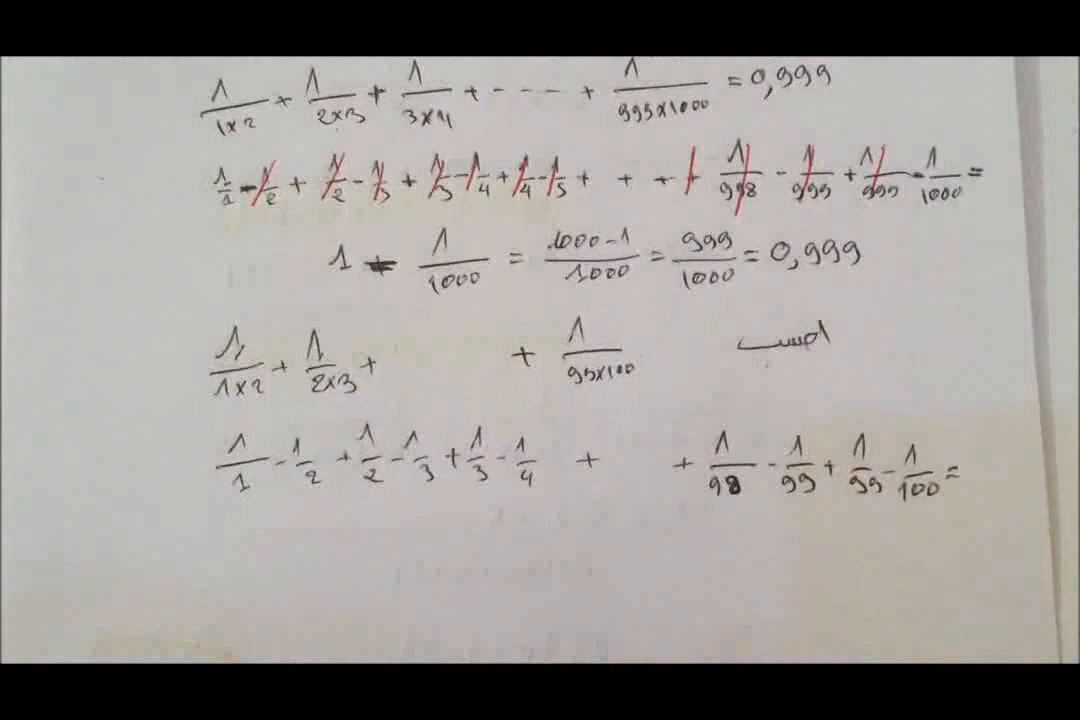 1/(1×2) + 1/(2×3) + 1/(3×4) + - - - - + 1/(999×1000) = 0,999
1/1 - 1/2 + 1/2 - 1/3 + 1/3 - 1/4 + 1/4 - 1/5 + + + + 1/998 - 1/999 + 1/999 - 1/1000 =
1 - 1/1000 = (1000-1)/1000 = 999/1000 = 0,999
1/(1×2) + 1/(2×3) + + 1/(99×100) احسب
1/1 - 1/2 + 1/2 - 1/3 + 1/3 - 1/4 + + 1/98 - 1/99 + 1/99 - 1/100 =